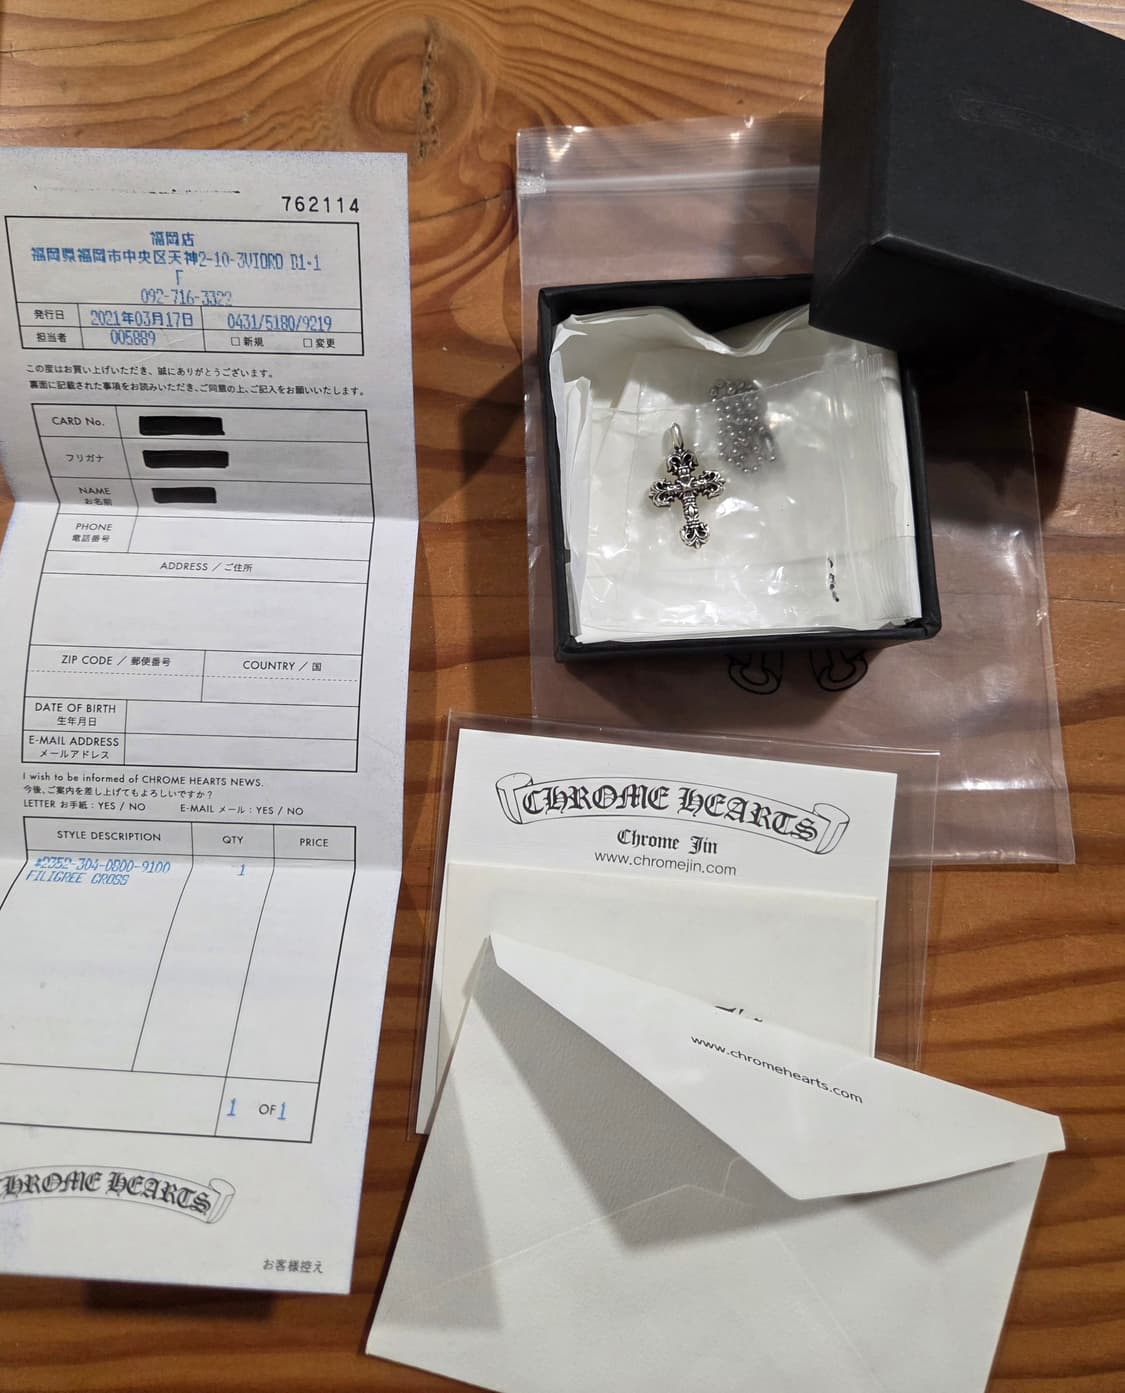 762114
福岡店
福岡県福岡市中央区天神2-10-3VIORO B1・1
F
092-716-3322
発行日 2021年03月17日 0431/5180/9219
担当者 005889 □ 新規 □ 変更
この度はお買い上げいただき、誠にありがとうございます。
裏面に記載された事項をお読みいただき、ご同意の上、ご記入をお願いいたします。
CARD No.
フリガナ
NAME
お名前
PHONE
電話番号
ADDRESS / ご住所
ZIP CODE / 郵便番号 COUNTRY / 国
DATE OF BIRTH
生年月日
E-MAIL ADDRESS
メールアドレス
I wish to be informed of CHROME HEARTS NEWS.
今後、ご案内を差し上げてもよろしいですか?
LETTER お手紙 : YES / NO E-MAIL メール : YES / NO
STYLE DESCRIPTION QTY PRICE
#2352-304-0800-9100 1
FILIGREE CROSS
1 OF 1
CHROME HEARTS
お客様控え
CHROME HEARTS
Chrome Jin
www.chromejin.com
www.chromehearts.com